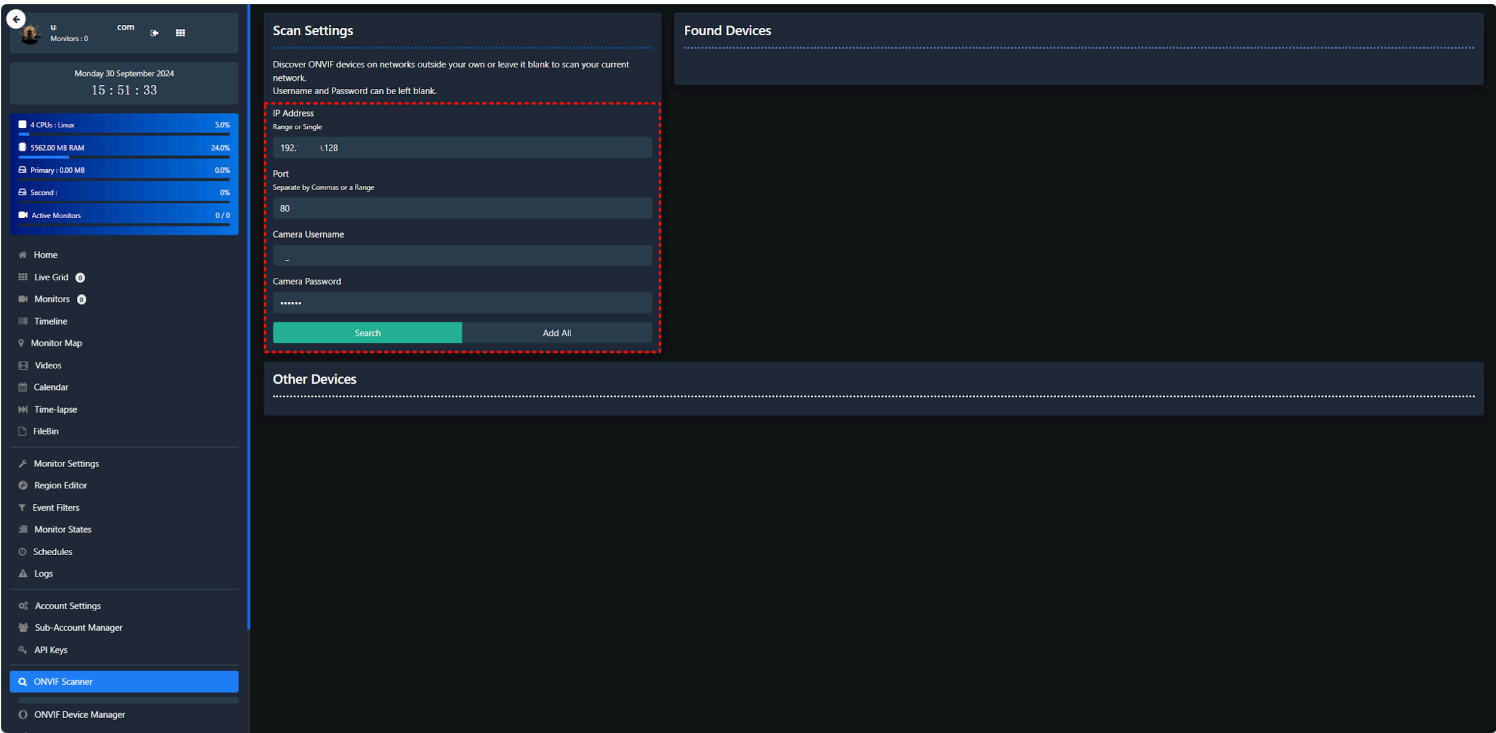 u com
Monitors : 0
Monday 30 September 2024
15 : 51 : 33
4 CPUs : Linux 5.0%
5562.00 MB RAM 24.0%
Primary : 0.00 MB 0.0%
Second : 0%
Active Monitors 0 / 0
Home
Live Grid 0
Monitors 0
Timeline
Monitor Map
Videos
Calendar
Time-lapse
FileBin
Monitor Settings
Region Editor
Event Filters
Monitor States
Schedules
Logs
Account Settings
Sub-Account Manager
API Keys
ONVIF Scanner
ONVIF Device Manager
Scan Settings
Discover ONVIF devices on networks outside your own or leave it blank to scan your current
network.
Username and Password can be left blank.
IP Address
Range or Single
192. .128
Port
Separate by Commas or a Range
80
Camera Username
Camera Password
••••••
Search Add All
Found Devices
Other Devices